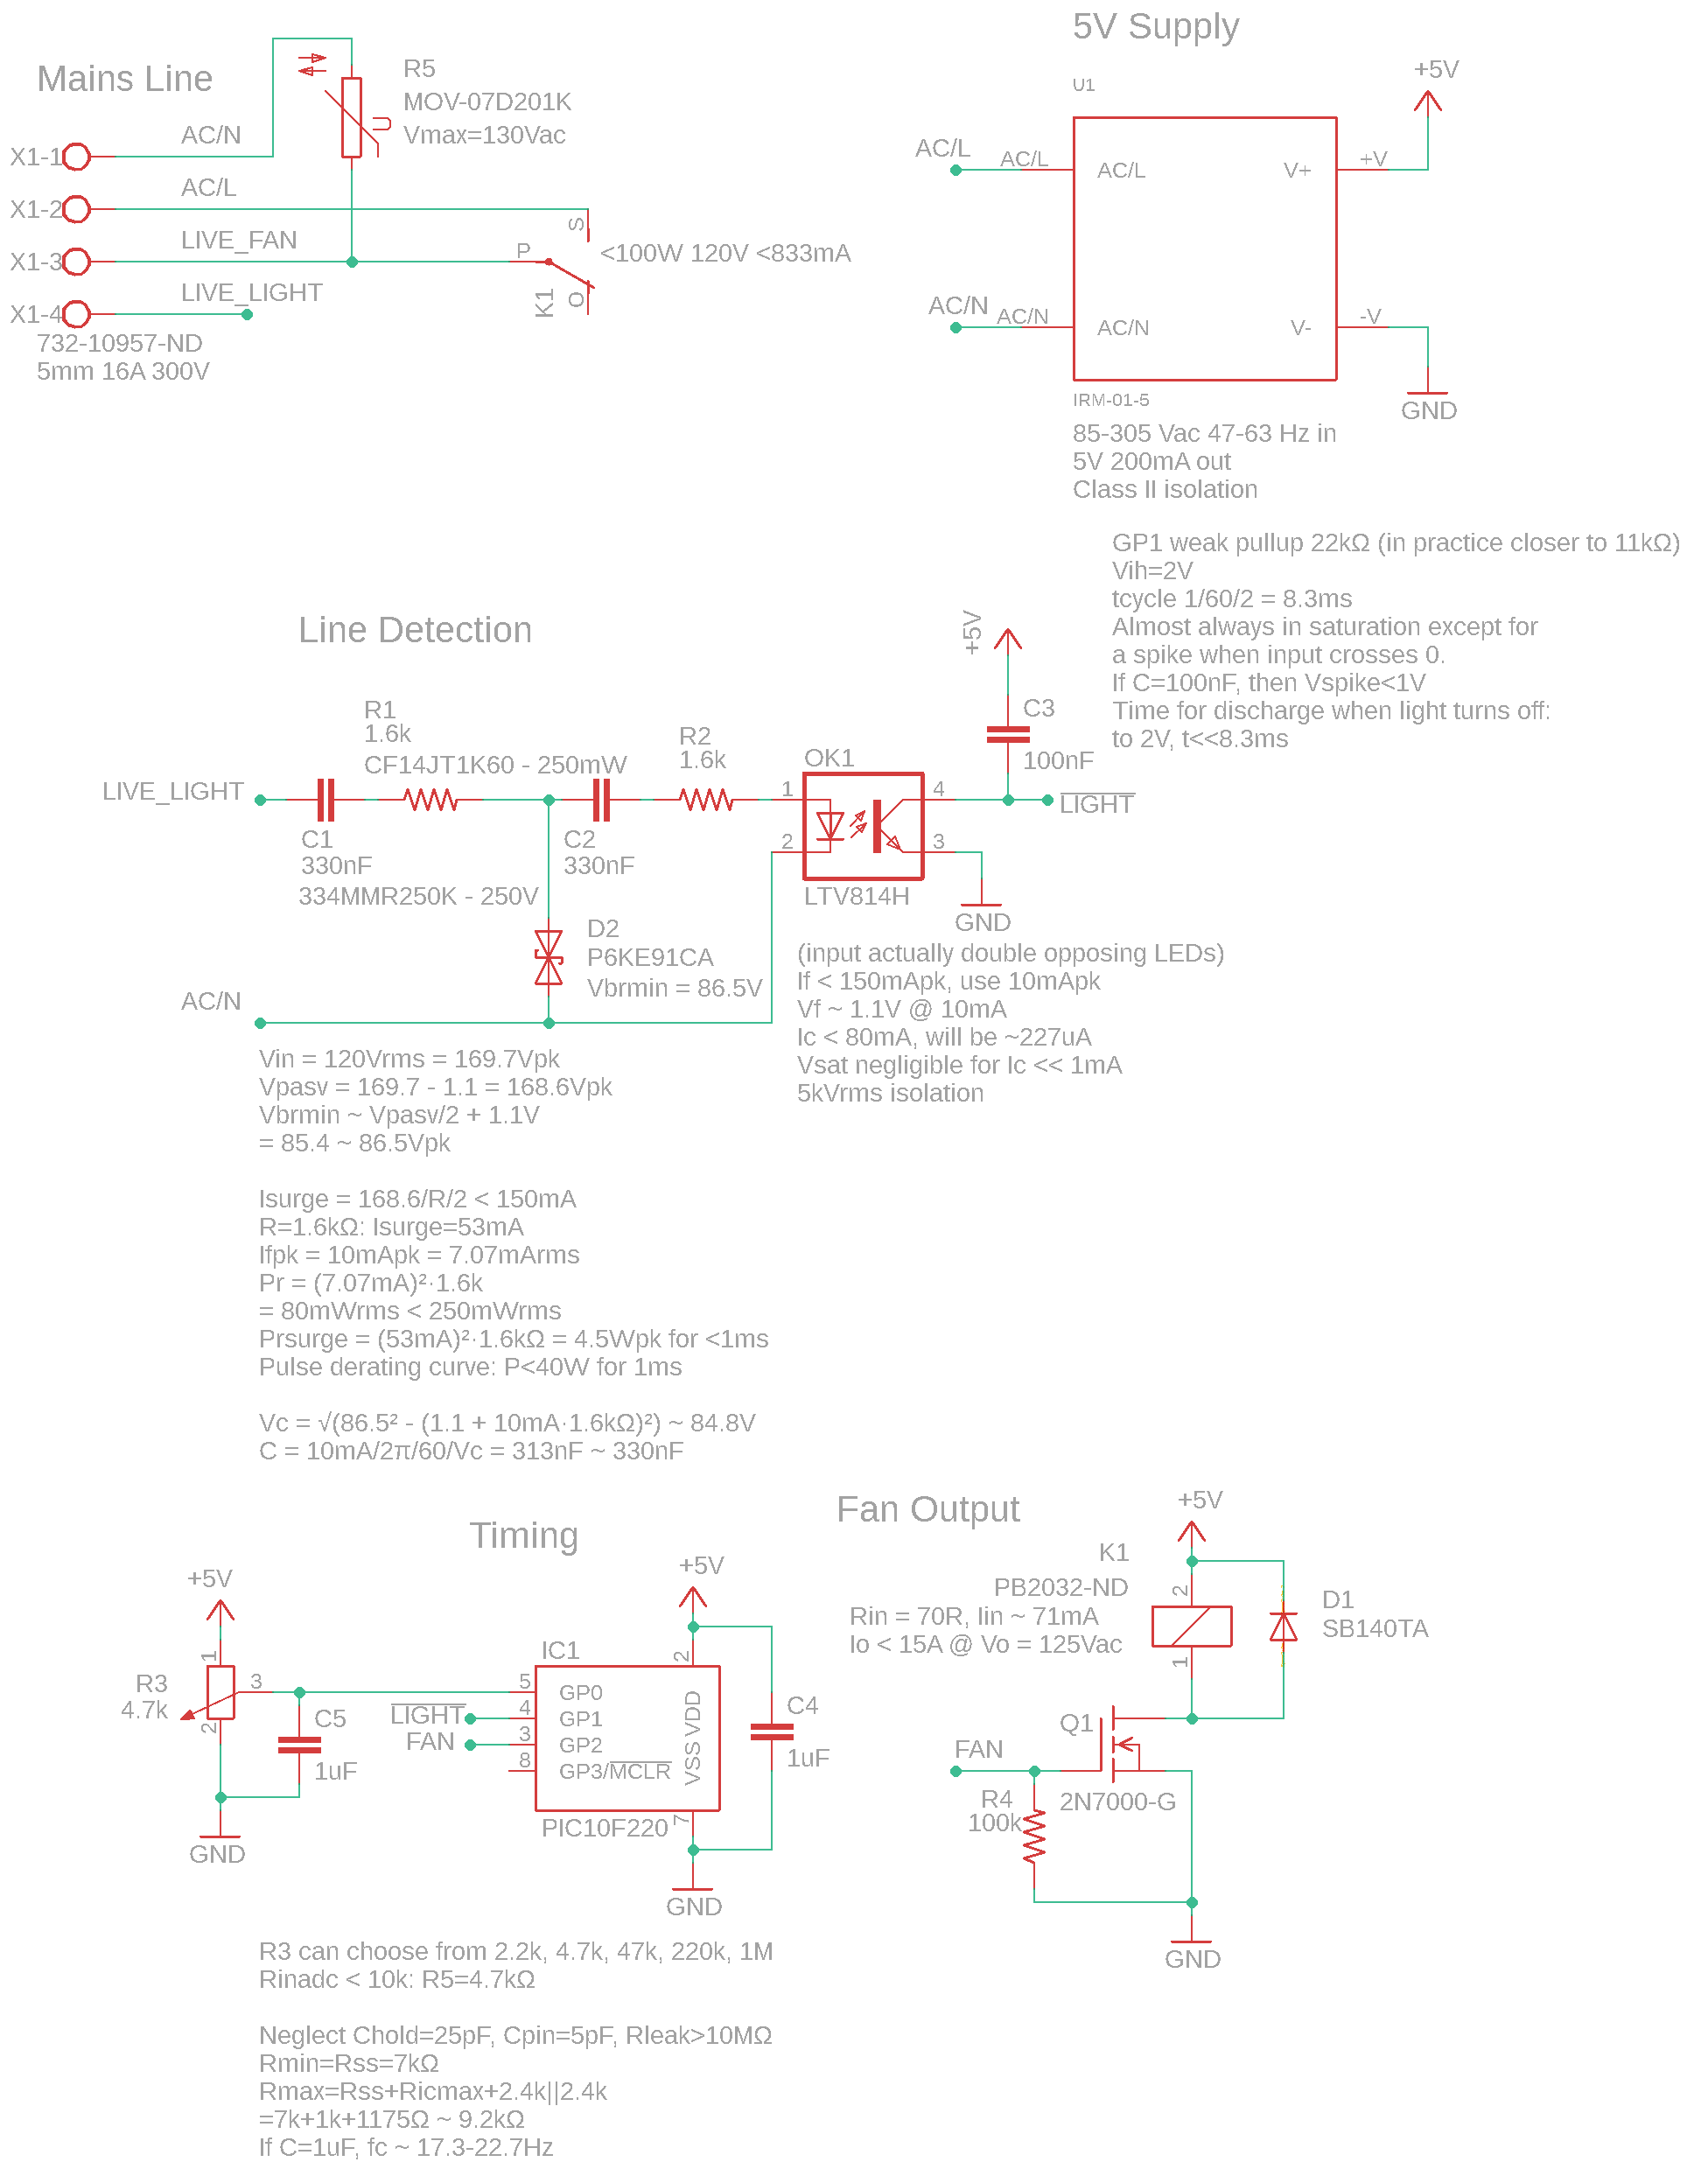 Mains Line
R5
MOV-07D201K
Vmax=130Vac
U
X1-1
AC/N
X1-2
AC/L
X1-3
LIVE_FAN
X1-4
LIVE_LIGHT
732-10957-ND
5mm 16A 300V
P
S
O
K1
<100W 120V <833mA
5V Supply
U1
+5V
AC/L
AC/L
AC/L
V+
+V
AC/N
AC/N
AC/N
V-
-V
GND
IRM-01-5
85-305 Vac 47-63 Hz in
5V 200mA out
Class II isolation
GP1 weak pullup 22kΩ (in practice closer to 11kΩ)
Vih=2V
tcycle 1/60/2 = 8.3ms
Almost always in saturation except for
a spike when input crosses 0.
If C=100nF, then Vspike<1V
Time for discharge when light turns off:
to 2V, t<<8.3ms
Line Detection
R1
1.6k
CF14JT1K60 - 250mW
R2
1.6k
LIVE_LIGHT
C1
330nF
334MMR250K - 250V
C2
330nF
D2
P6KE91CA
Vbrmin = 86.5V
AC/N
OK1
1
2
4
3
LTV814H
+5V
C3
100nF
LIGHT
GND
(input actually double opposing LEDs)
If < 150mApk, use 10mApk
Vf ~ 1.1V @ 10mA
Ic < 80mA, will be ~227uA
Vsat negligible for Ic << 1mA
5kVrms isolation
Vin = 120Vrms = 169.7Vpk
Vpasv = 169.7 - 1.1 = 168.6Vpk
Vbrmin ~ Vpasv/2 + 1.1V
= 85.4 ~ 86.5Vpk
Isurge = 168.6/R/2 < 150mA
R=1.6kΩ: Isurge=53mA
Ifpk = 10mApk = 7.07mArms
Pr = (7.07mA)²·1.6k
= 80mWrms < 250mWrms
Prsurge = (53mA)²·1.6kΩ = 4.5Wpk for <1ms
Pulse derating curve: P<40W for 1ms
Vc = √(86.5² - (1.1 + 10mA·1.6kΩ)²) ~ 84.8V
C = 10mA/2π/60/Vc = 313nF ~ 330nF
Timing
+5V
R3
4.7k
1
2
3
C5
1uF
GND
IC1
5
4
3
8
GP0
GP1
GP2
GP3/MCLR
LIGHT
FAN
VSS VDD
2
7
PIC10F220
+5V
C4
1uF
GND
R3 can choose from 2.2k, 4.7k, 47k, 220k, 1M
Rinadc < 10k: R5=4.7kΩ
Neglect Chold=25pF, Cpin=5pF, Rleak>10MΩ
Rmin=Rss=7kΩ
Rmax=Rss+Ricmax+2.4k||2.4k
=7k+1k+1175Ω ~ 9.2kΩ
If C=1uF, fc ~ 17.3-22.7Hz
Fan Output
+5V
K1
PB2032-ND
Rin = 70R, Iin ~ 71mA
Io < 15A @ Vo = 125Vac
2
1
D1
SB140TA
Q1
2N7000-G
FAN
R4
100k
GND